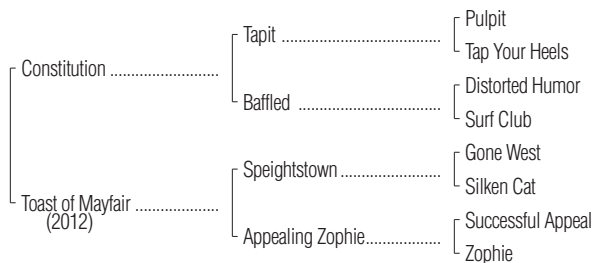 Pulpit
Tapit ........................................
Tap Your Heels
Constitution ...........................
Distorted Humor
Baffled ....................................
Surf Club
Gone West
Speightstown .........................
Silken Cat
Toast of Mayfair .....................
(2012)
Successful Appeal
Appealing Zophie...................
Zophie